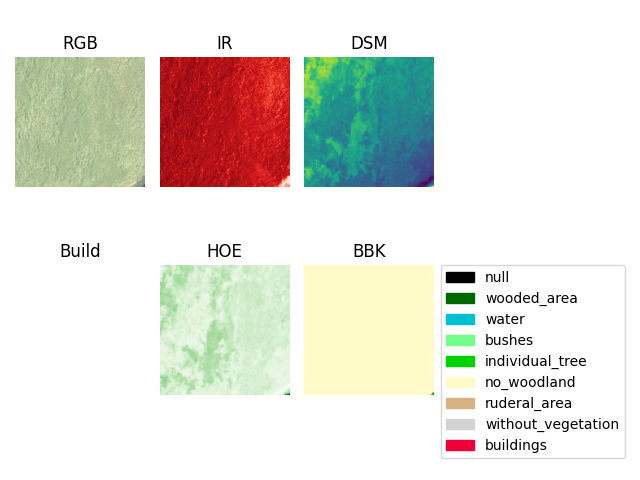 RGB
IR
DSM
Build
HOE
BBK
null
wooded_area
water
bushes
individual_tree
no_woodland
ruderal_area
without_vegetation
buildings